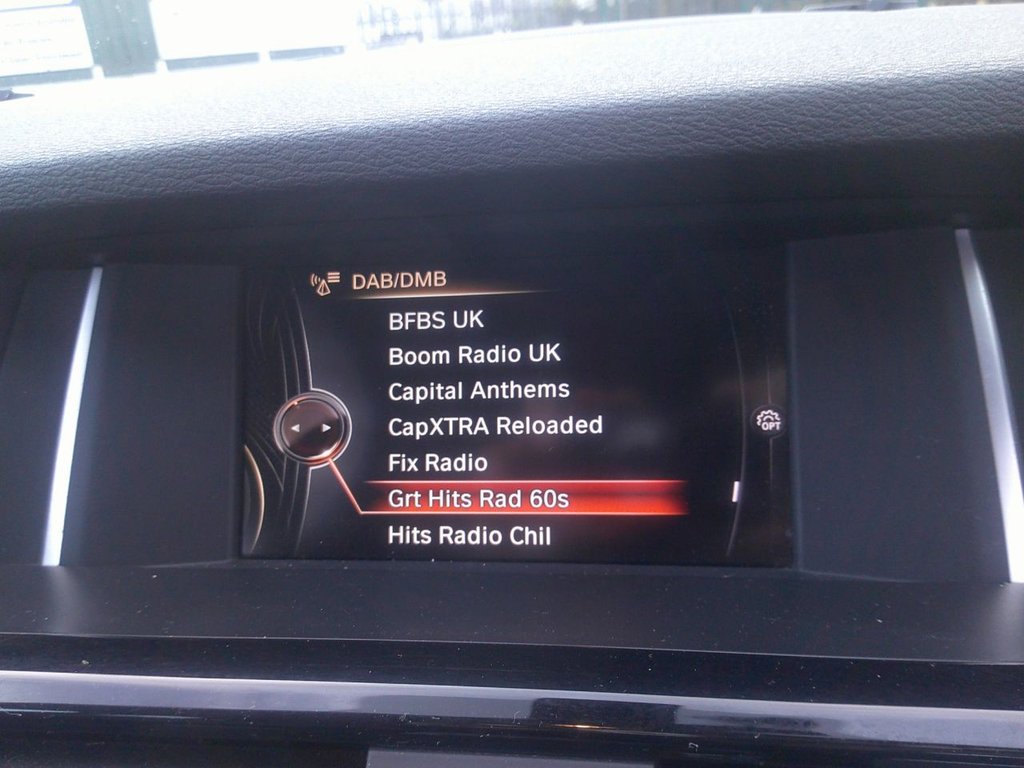 DAB/DMB
BFBS UK
Boom Radio UK
Capital Anthems
CapXTRA Reloaded
Fix Radio
Grt Hits Rad 60s
Hits Radio Chil
OPT